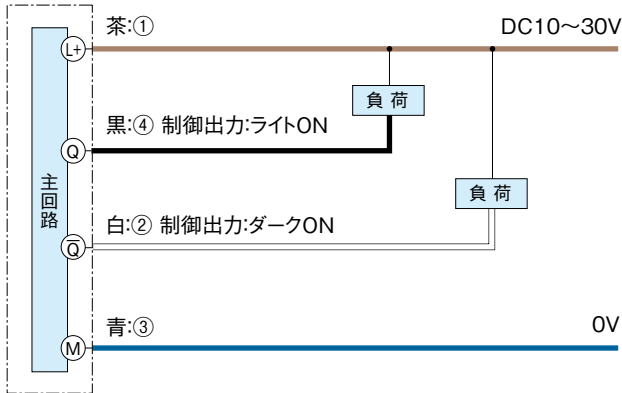 茶:①
DC10～30V
L+
負 荷
黒:④ 制御出力:ライトON
Q
主回路
負 荷
白:② 制御出力:ダークON
Q̅
青:③
0V
M